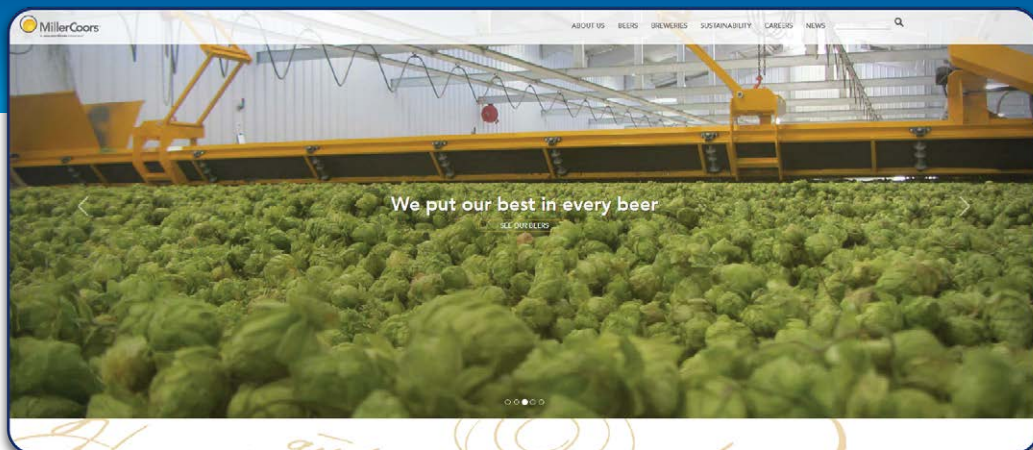 MillerCoors
ABOUT US BEERS BREWERIES SUSTAINABILITY CAREERS NEWS
We put our best in every beer
SEE OUR BEERS